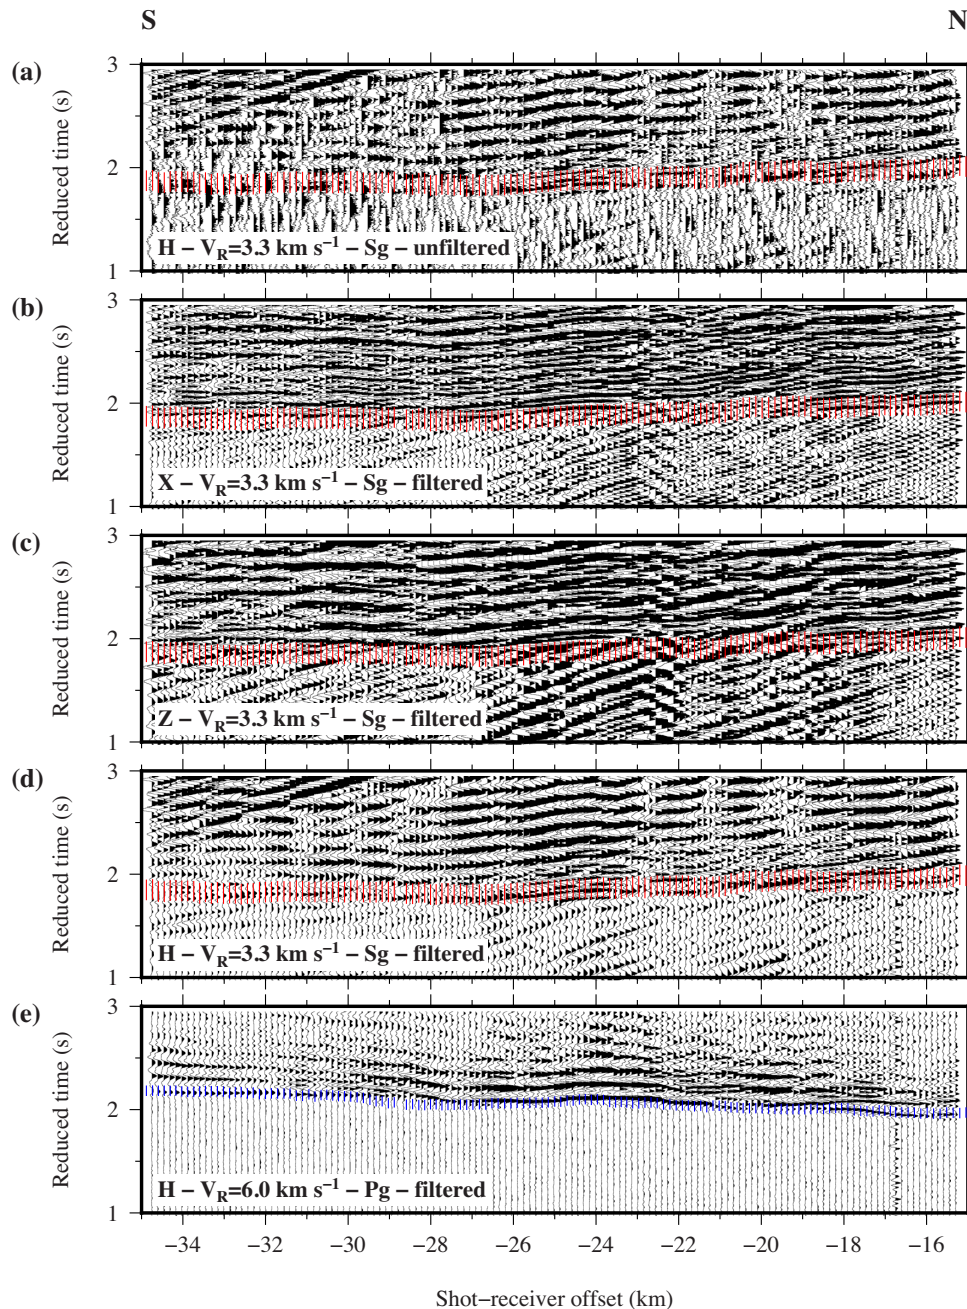 S N
(a)
3
2
1
Reduced time (s)
H − V_R=3.3 km s⁻¹ − Sg − unfiltered
(b)
3
2
1
Reduced time (s)
X − V_R=3.3 km s⁻¹ − Sg − filtered
(c)
3
2
1
Reduced time (s)
Z − V_R=3.3 km s⁻¹ − Sg − filtered
(d)
3
2
1
Reduced time (s)
H − V_R=3.3 km s⁻¹ − Sg − filtered
(e)
3
2
1
Reduced time (s)
H − V_R=6.0 km s⁻¹ − Pg − filtered
−34 −32 −30 −28 −26 −24 −22 −20 −18 −16
Shot−receiver offset (km)